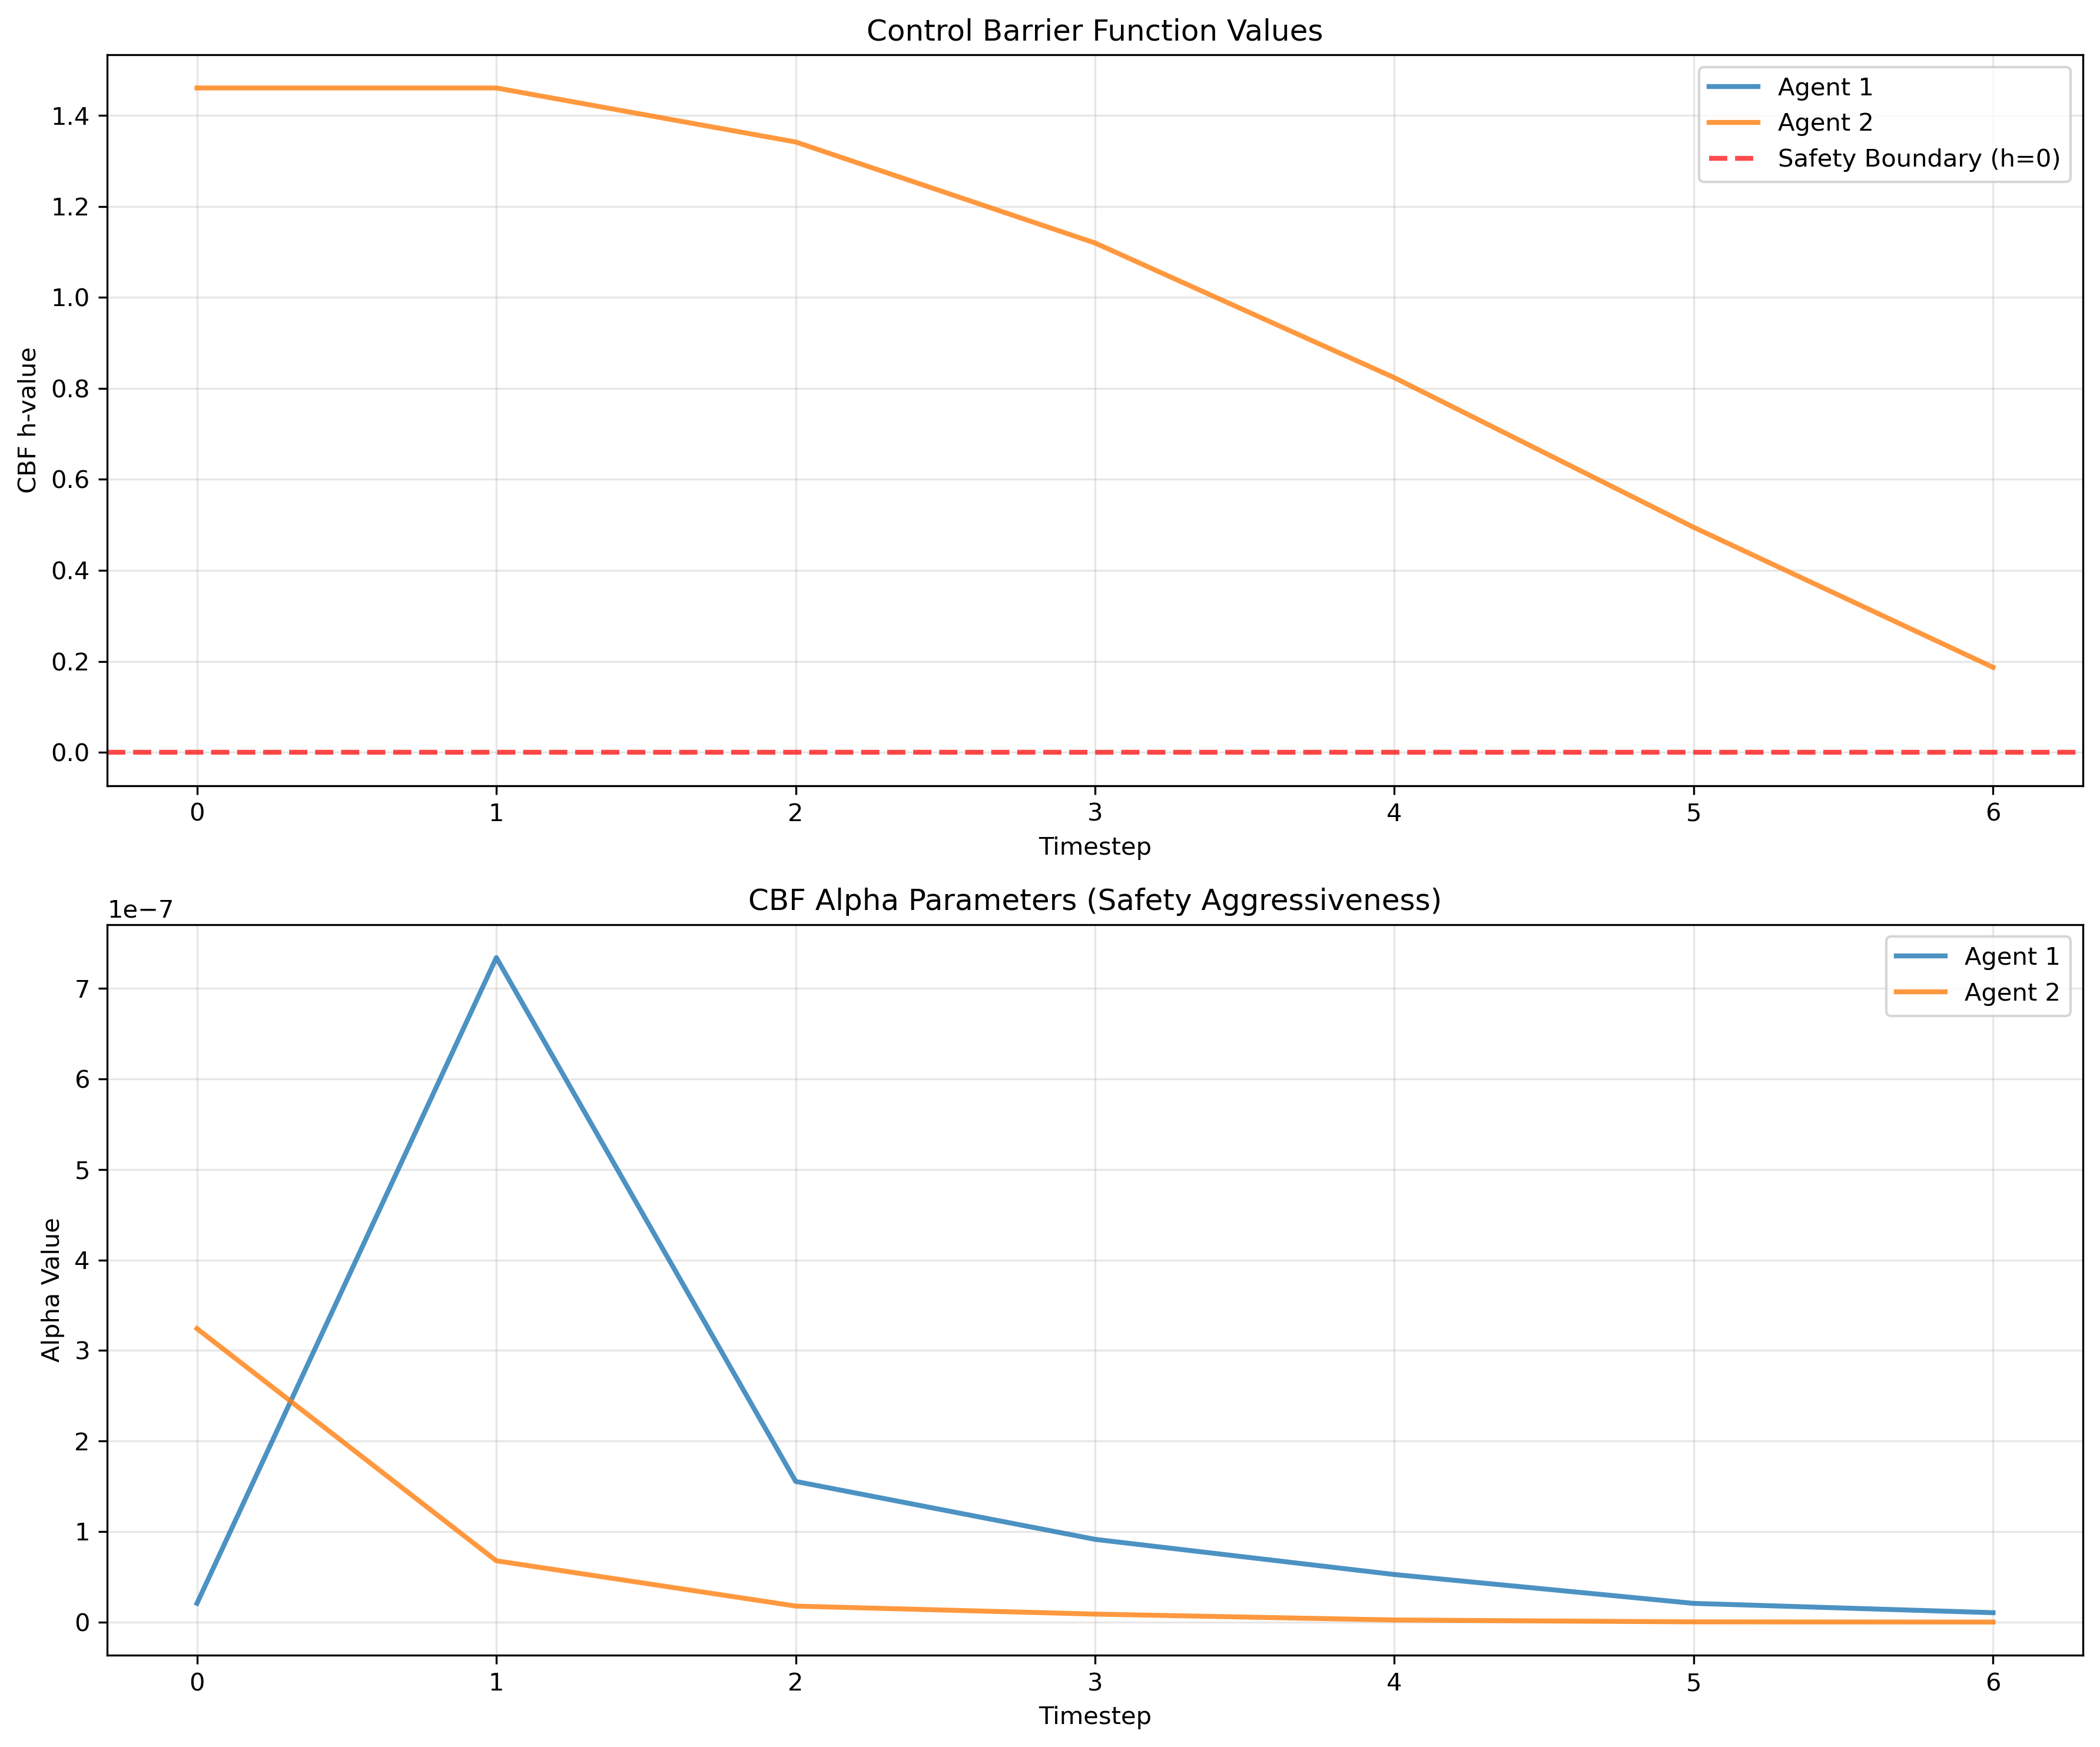 Control Barrier Function Values
Agent 1
Agent 2
Safety Boundary (h=0)
CBF h-value
1.4
1.2
1.0
0.8
0.6
0.4
0.2
0.0
0 1 2 3 4 5 6
Timestep
CBF Alpha Parameters (Safety Aggressiveness)
1e−7
Agent 1
Agent 2
Alpha Value
7
6
5
4
3
2
1
0
0 1 2 3 4 5 6
Timestep